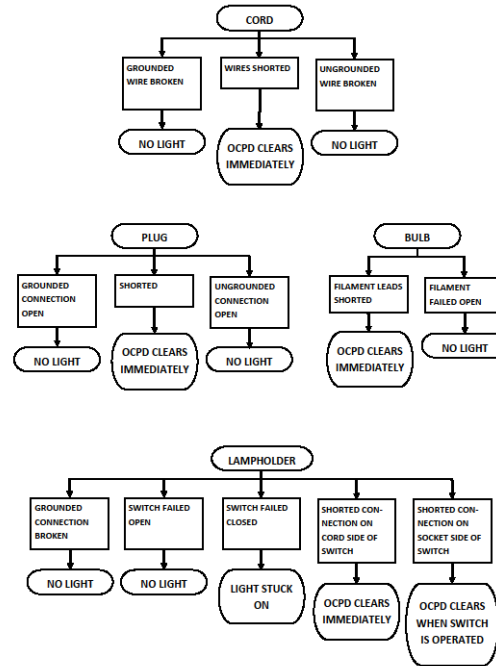 CORD
GROUNDED
WIRE BROKEN
WIRES SHORTED
UNGROUNDED
WIRE BROKEN
NO LIGHT
OCPD CLEARS
IMMEDIATELY
NO LIGHT
PLUG
GROUNDED
CONNECTION
OPEN
SHORTED
UNGROUNDED
CONNECTION
OPEN
NO LIGHT
OCPD CLEARS
IMMEDIATELY
NO LIGHT
BULB
FILAMENT LEADS
SHORTED
FILAMENT
FAILED OPEN
OCPD CLEARS
IMMEDIATELY
NO LIGHT
LAMPHOLDER
GROUNDED
CONNECTION
BROKEN
SWITCH FAILED
OPEN
SWITCH FAILED
CLOSED
SHORTED CON-
NECTION ON
CORD SIDE OF
SWITCH
SHORTED CON-
NECTION ON
SOCKET SIDE OF
SWITCH
NO LIGHT
NO LIGHT
LIGHT STUCK
ON
OCPD CLEARS
IMMEDIATELY
OCPD CLEARS
WHEN SWITCH
IS OPERATED